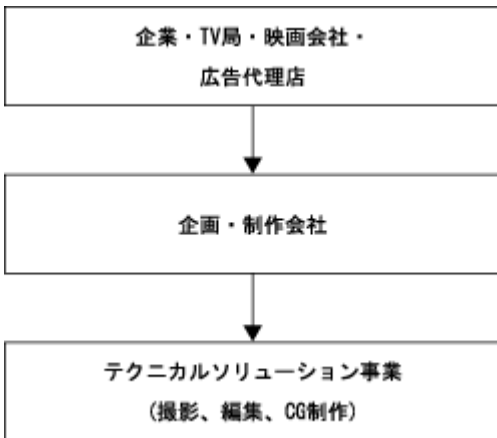 企業・TV局・映画会社・
広告代理店
企画・制作会社
テクニカルソリューション事業
(撮影、編集、CG制作)